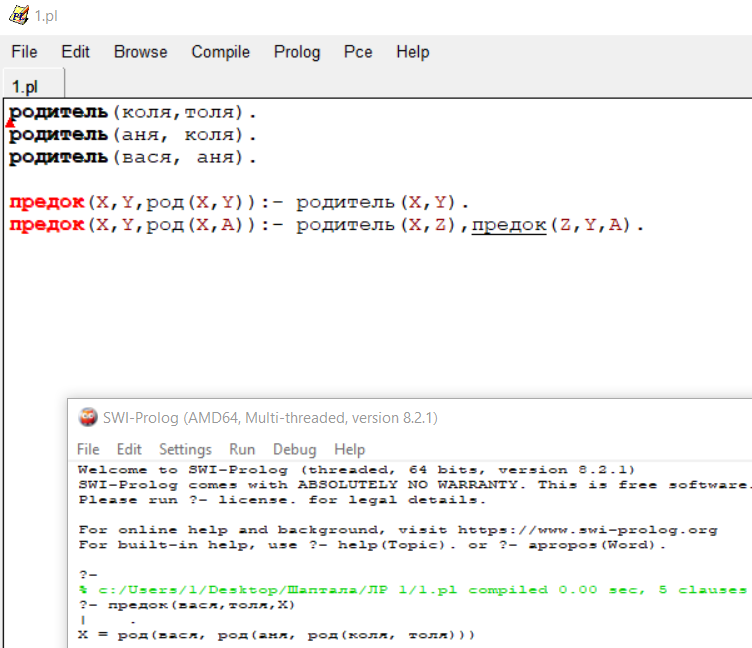 1.pl
File Edit Browse Compile Prolog Pce Help
1.pl
родитель(коля,толя).
родитель(аня, коля).
родитель(вася, аня).
предок(X,Y,род(X,Y)):- родитель(X,Y).
предок(X,Y,род(X,A)):- родитель(X,Z),предок(Z,Y,A).
SWI-Prolog (AMD64, Multi-threaded, version 8.2.1)
File Edit Settings Run Debug Help
Welcome to SWI-Prolog (threaded, 64 bits, version 8.2.1)
SWI-Prolog comes with ABSOLUTELY NO WARRANTY. This is free software.
Please run ?- license. for legal details.
For online help and background, visit https://www.swi-prolog.org
For built-in help, use ?- help(Topic). or ?- apropos(Word).
?-
% c:/Users/1/Desktop/Шаптала/ЛР 1/1.pl compiled 0.00 sec, 5 clauses
?- предок(вася,толя,X)
| .
X = род(вася, род(аня, род(коля, толя)))